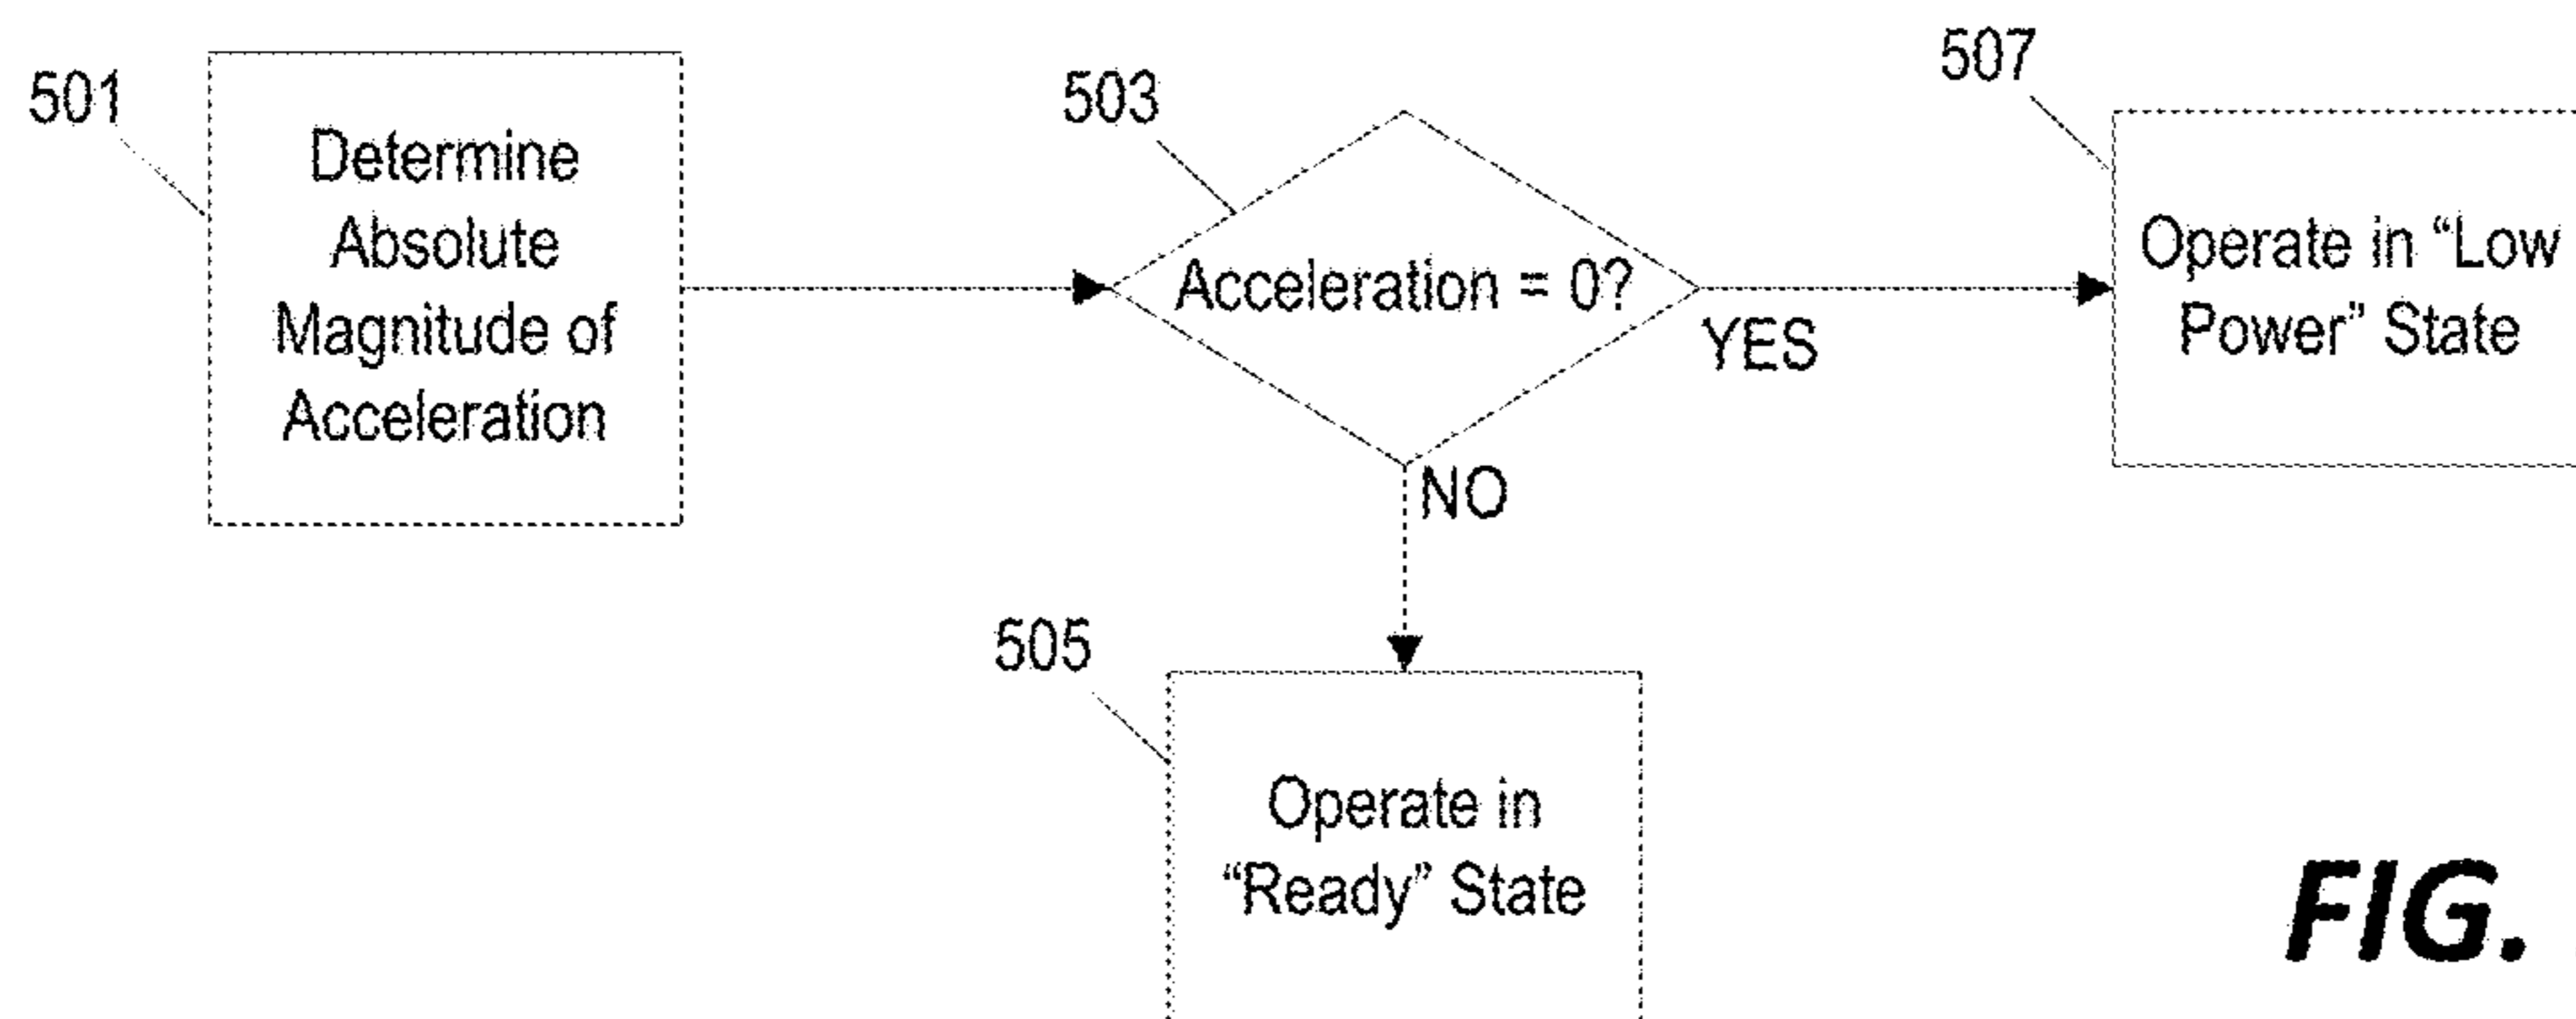 501
Determine
Absolute
Magnitude of
Acceleration
503
Acceleration = 0?
YES
NO
507
Operate in “Low
Power” State
505
Operate in
“Ready” State
FIG.